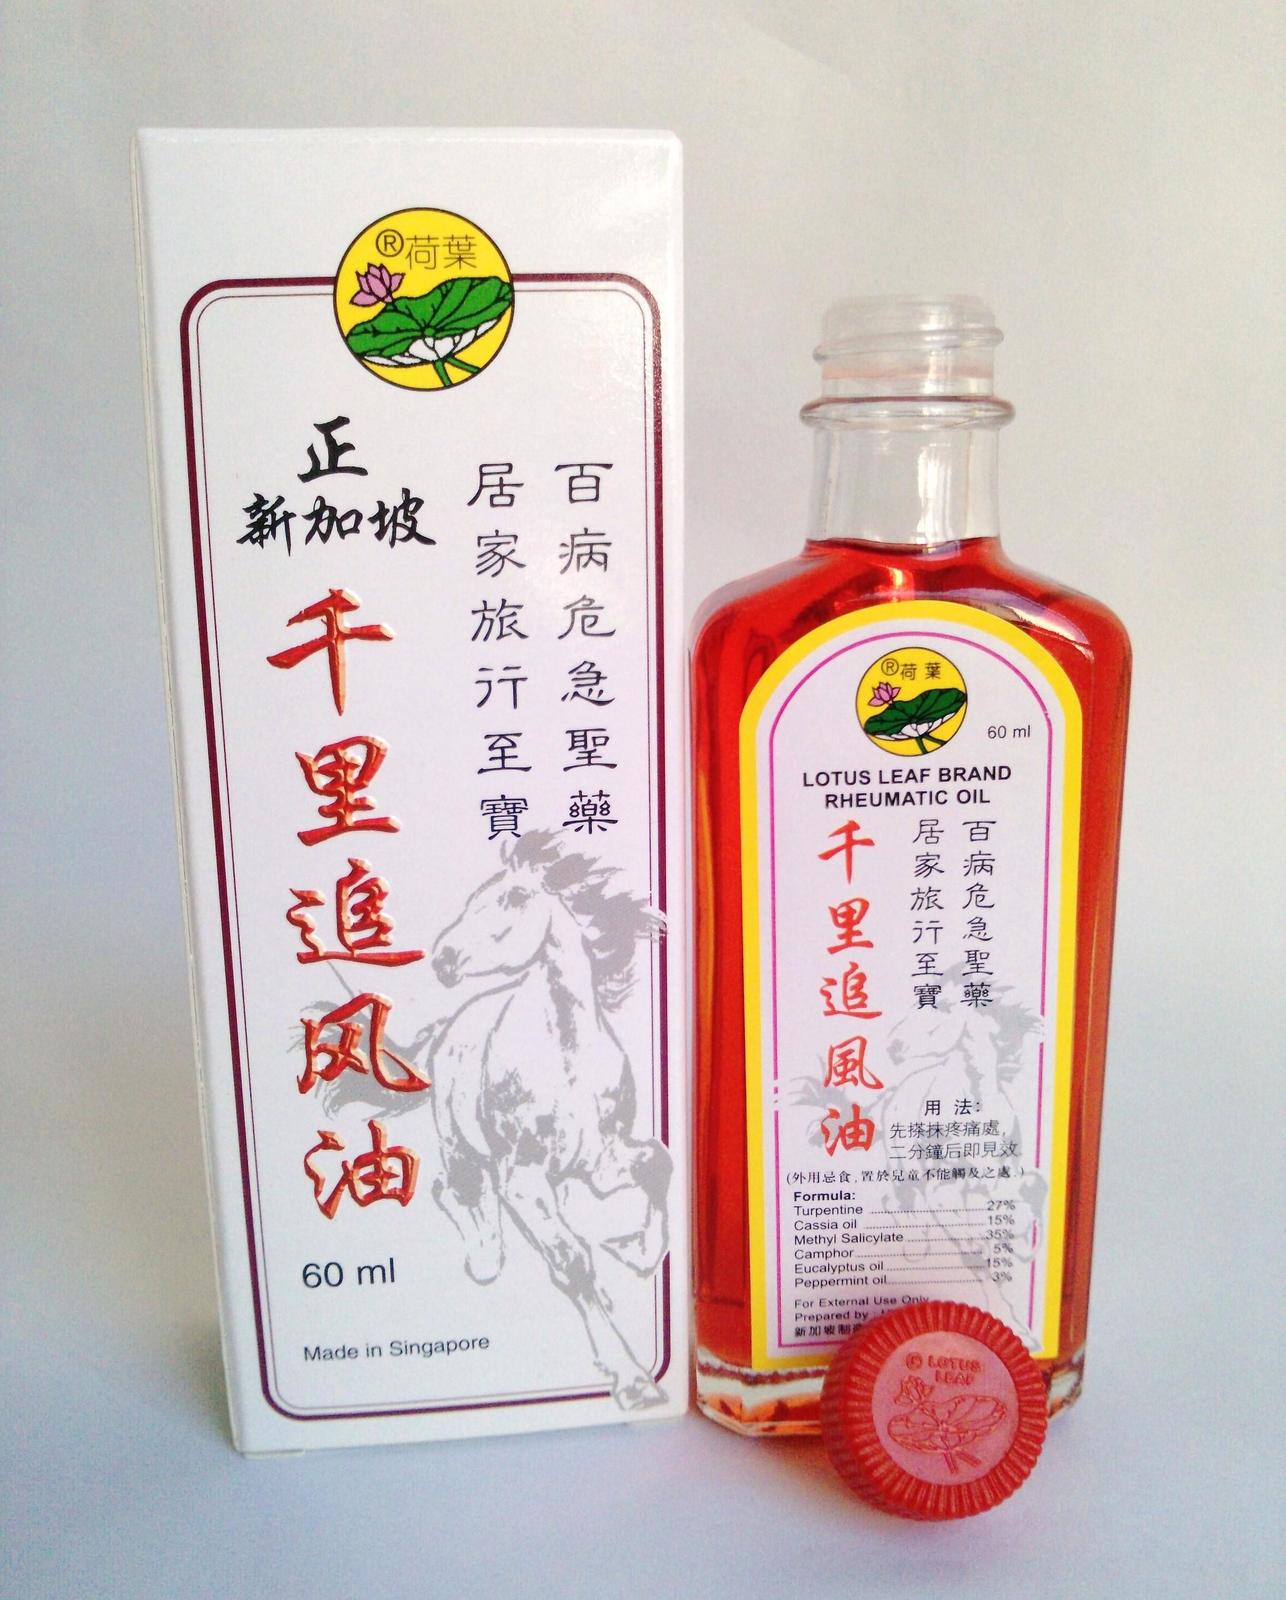 ®荷葉
正
新加坡
千里追风油
百病危急聖藥
居家旅行至寶
60 ml
Made in Singapore
®荷葉
60 ml
LOTUS LEAF BRAND
RHEUMATIC OIL
千里追風油
百病危急聖藥
居家旅行至寶
用 法:
先搽抹疼痛處,
二分鐘后即見效.
(外用忌食,置於兒童不能觸及之處.)
Formula:
Turpentine 27%
Cassia oil 15%
Methyl Salicylate 35%
Camphor 5%
Eucalyptus oil 15%
Peppermint oil 3%
For External Use Only
Prepared by
新加坡制
© LOTUS
LEAF